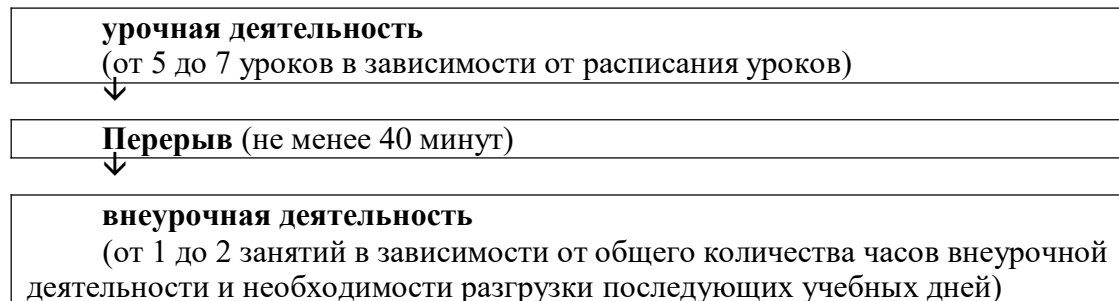 урочная деятельность
(от 5 до 7 уроков в зависимости от расписания уроков)
↓
Перерыв (не менее 40 минут)
↓
внеурочная деятельность
(от 1 до 2 занятий в зависимости от общего количества часов внеурочной
деятельности и необходимости разгрузки последующих учебных дней)